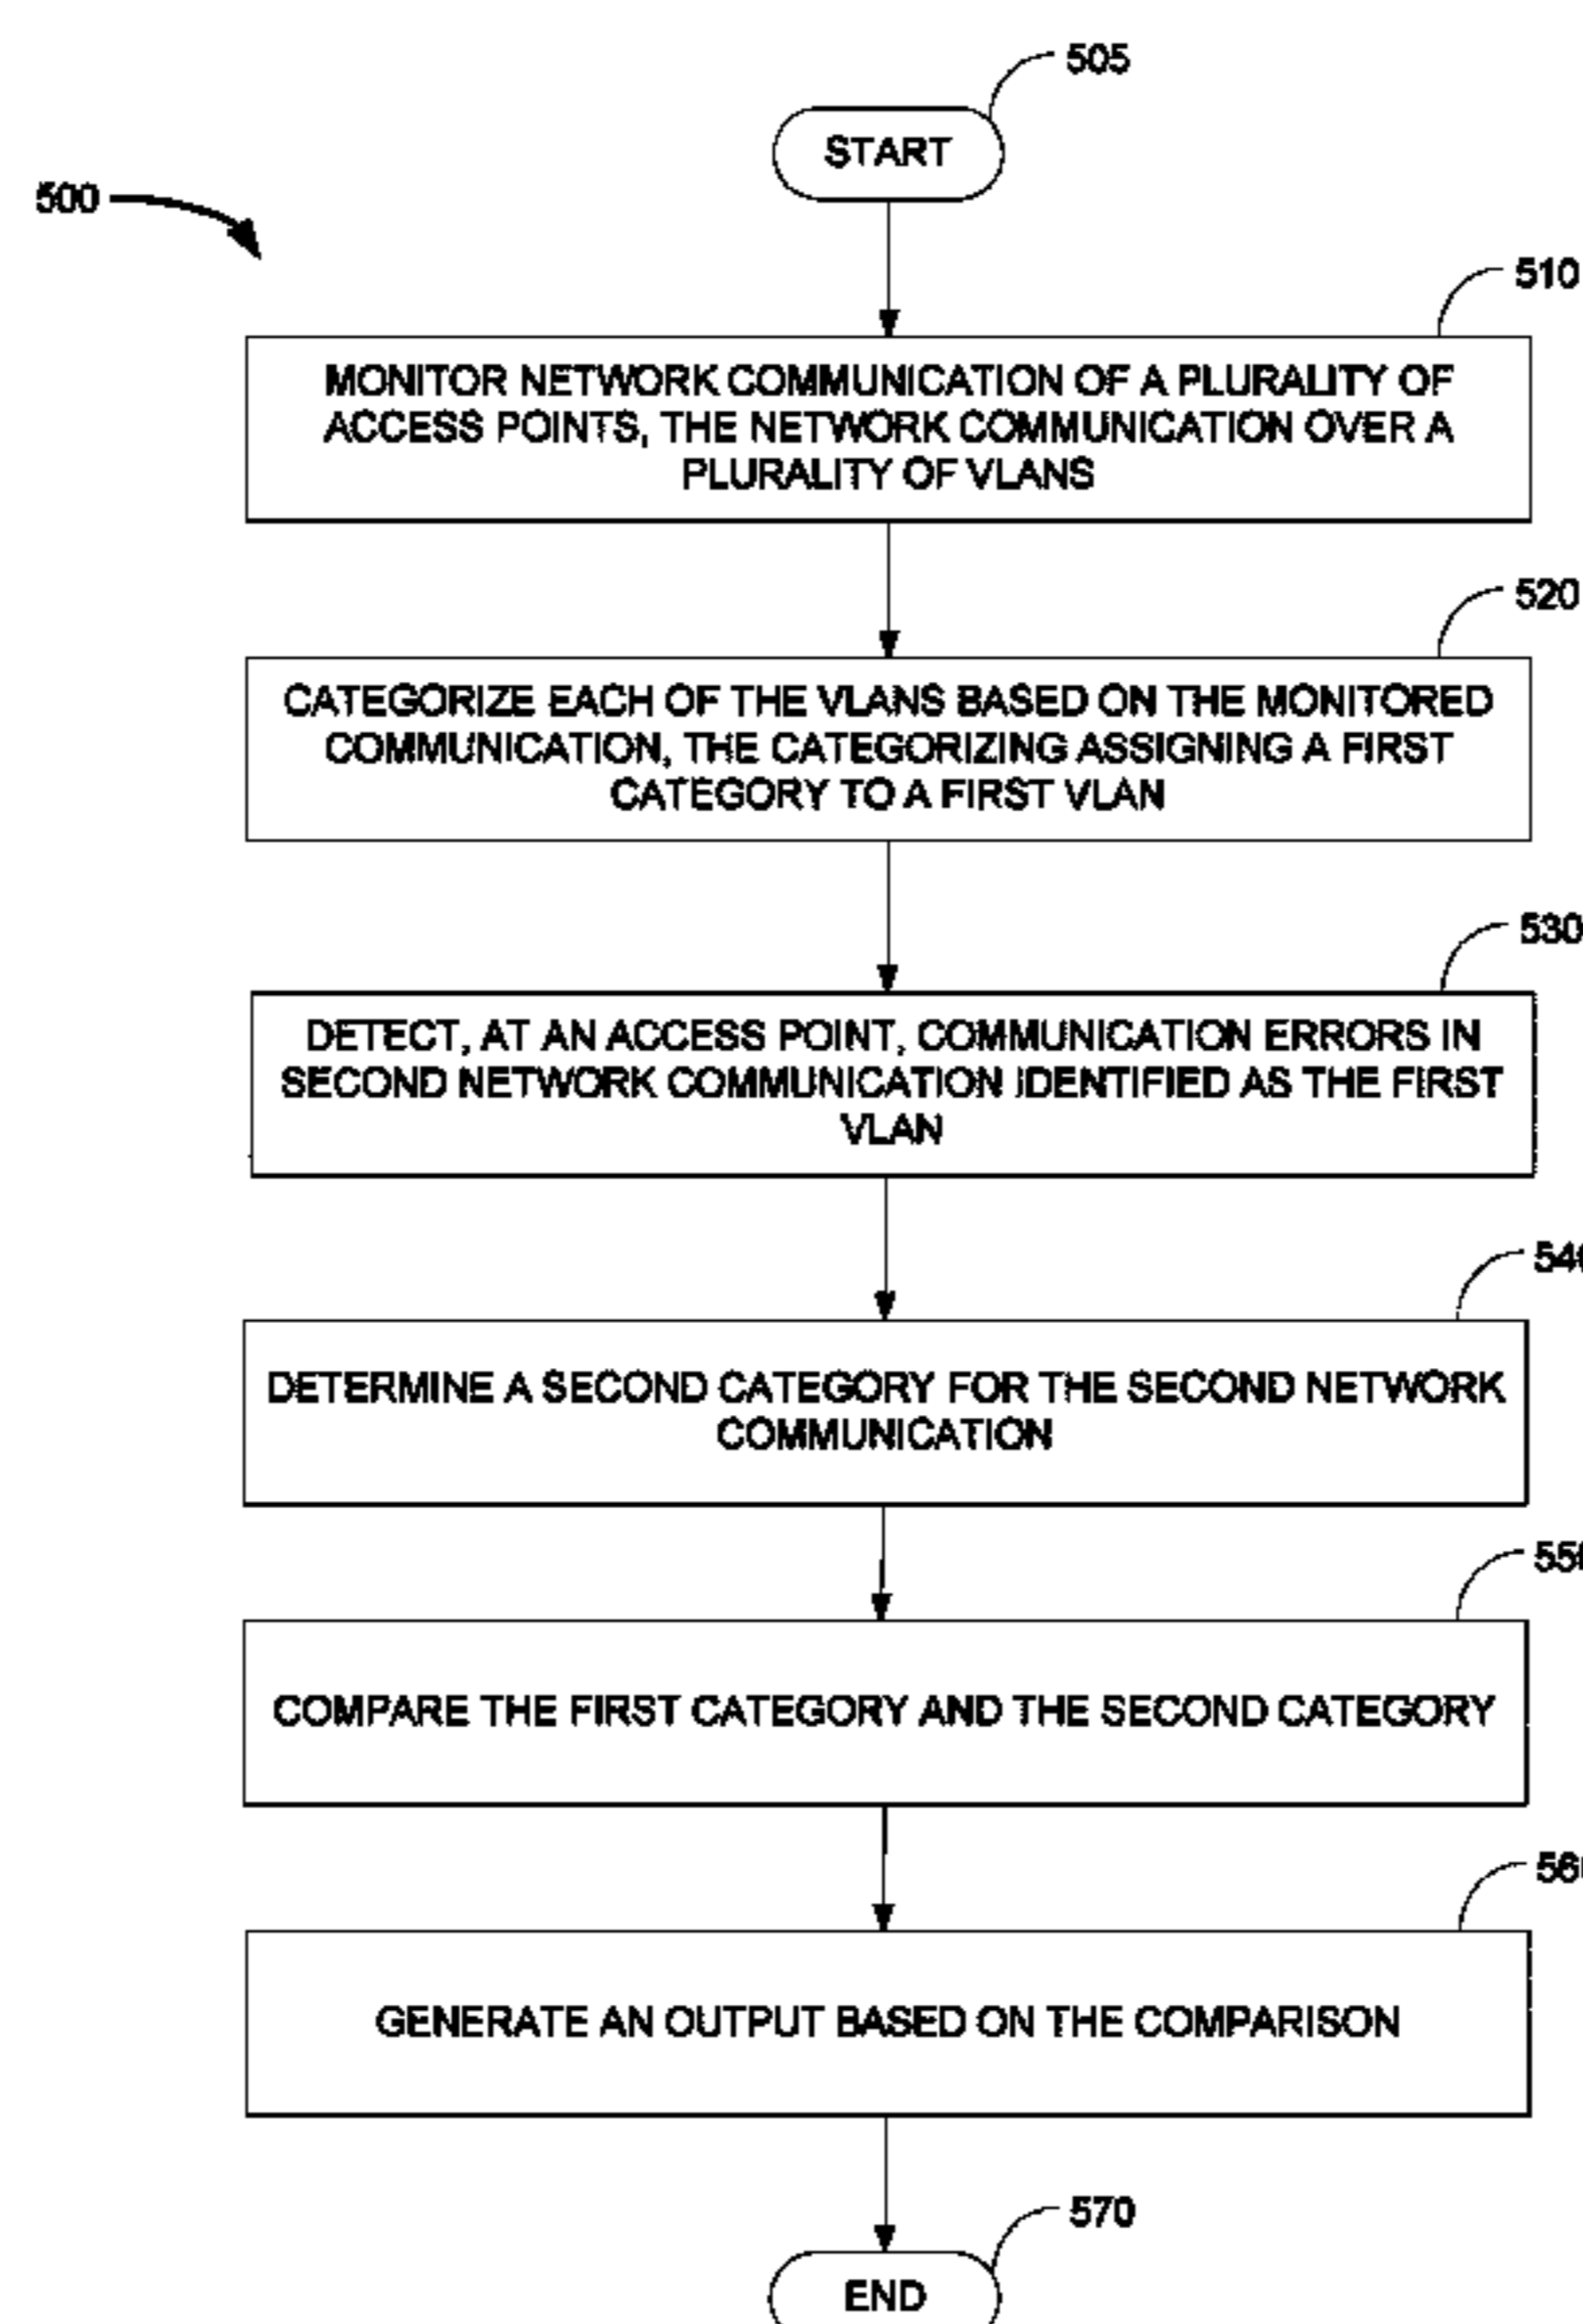 505
START
500
510
MONITOR NETWORK COMMUNICATION OF A PLURALITY OF
ACCESS POINTS, THE NETWORK COMMUNICATION OVER A
PLURALITY OF VLANS
520
CATEGORIZE EACH OF THE VLANS BASED ON THE MONITORED
COMMUNICATION, THE CATEGORIZING ASSIGNING A FIRST
CATEGORY TO A FIRST VLAN
530
DETECT, AT AN ACCESS POINT, COMMUNICATION ERRORS IN
SECOND NETWORK COMMUNICATION IDENTIFIED AS THE FIRST
VLAN
540
DETERMINE A SECOND CATEGORY FOR THE SECOND NETWORK
COMMUNICATION
550
COMPARE THE FIRST CATEGORY AND THE SECOND CATEGORY
560
GENERATE AN OUTPUT BASED ON THE COMPARISON
570
END